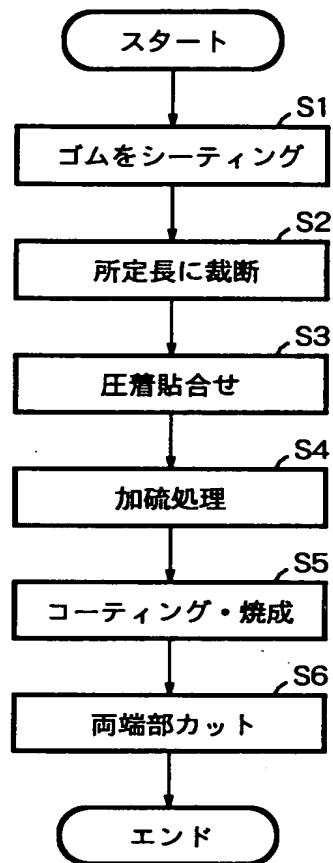 スタート
S1
ゴムをシーティング
S2
所定長に裁断
S3
圧着貼合せ
S4
加硫処理
S5
コーティング・焼成
S6
両端部カット
エンド